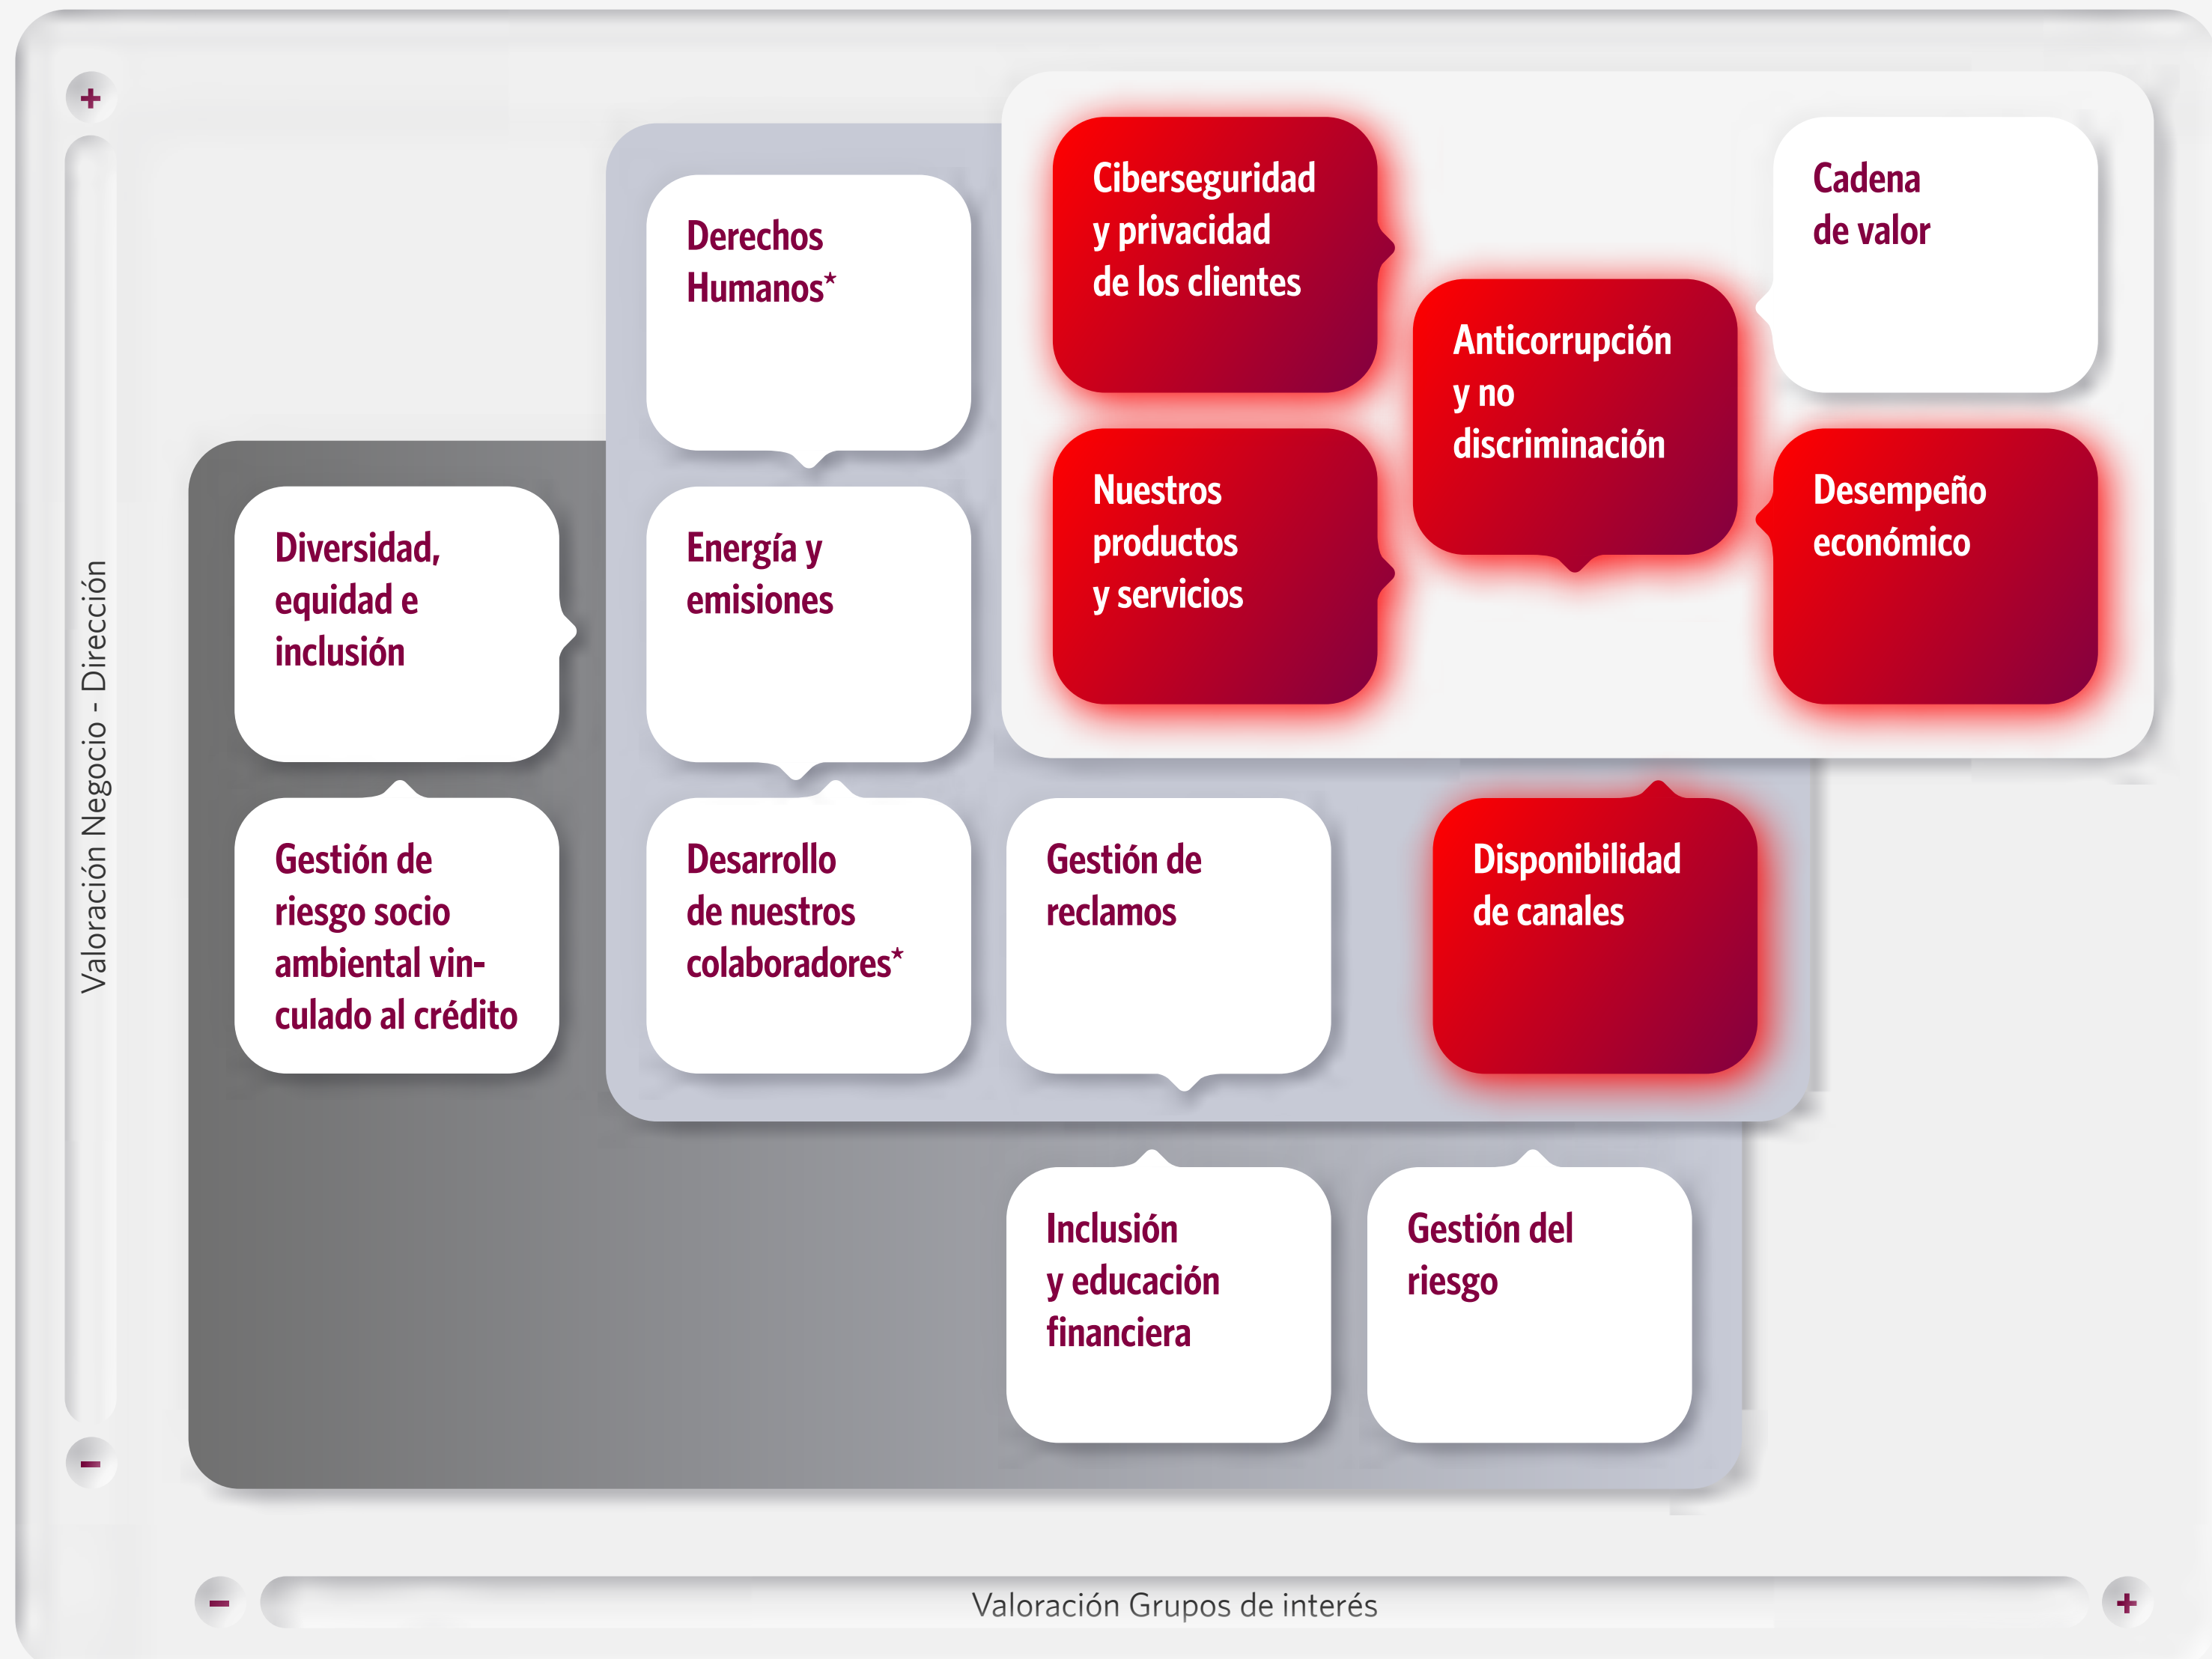 +
Valoración Negocio - Dirección
–
Derechos
Humanos*
Ciberseguridad
y privacidad
de los clientes
Anticorrupción
y no
discriminación
Cadena
de valor
Diversidad,
equidad e
inclusión
Energía y
emisiones
Nuestros
productos
y servicios
Desempeño
económico
Gestión de
riesgo socio
ambiental vin-
culado al crédito
Desarrollo
de nuestros
colaboradores*
Gestión de
reclamos
Disponibilidad
de canales
Inclusión
y educación
financiera
Gestión del
riesgo
–
Valoración Grupos de interés
+